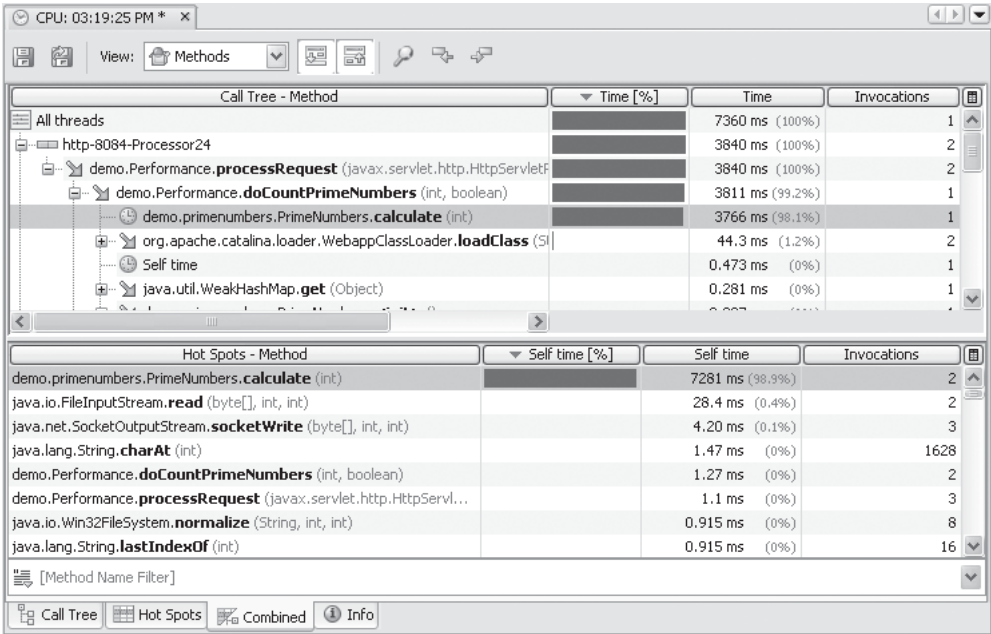 CPU: 03:19:25 PM *
View: Methods
Call Tree - Method Time [%] Time Invocations
All threads 7360 ms (100%) 1
http-8084-Processor24 3840 ms (100%) 2
demo.Performance.processRequest (javax.servlet.http.HttpServletR 3840 ms (100%) 2
demo.Performance.doCountPrimeNumbers (int, boolean) 3811 ms (99.2%) 1
demo.primenumbers.PrimeNumbers.calculate (int) 3766 ms (98.1%) 1
org.apache.catalina.loader.WebappClassLoader.loadClass 44.3 ms (1.2%) 2
Self time 0.473 ms (0%) 1
java.util.WeakHashMap.get (Object) 0.281 ms (0%) 1
Hot Spots - Method Self time [%] Self time Invocations
demo.primenumbers.PrimeNumbers.calculate (int) 7281 ms (98.9%) 2
java.io.FileInputStream.read (byte[], int, int) 28.4 ms (0.4%) 2
java.net.SocketOutputStream.socketWrite (byte[], int, int) 4.20 ms (0.1%) 3
java.lang.String.charAt (int) 1.47 ms (0%) 1628
demo.Performance.doCountPrimeNumbers (int, boolean) 1.27 ms (0%) 2
demo.Performance.processRequest (javax.servlet.http.HttpServl... 1.1 ms (0%) 3
java.io.Win32FileSystem.normalize (String, int, int) 0.915 ms (0%) 8
java.lang.String.lastIndexOf (int) 0.915 ms (0%) 16
[Method Name Filter]
Call Tree Hot Spots Combined Info